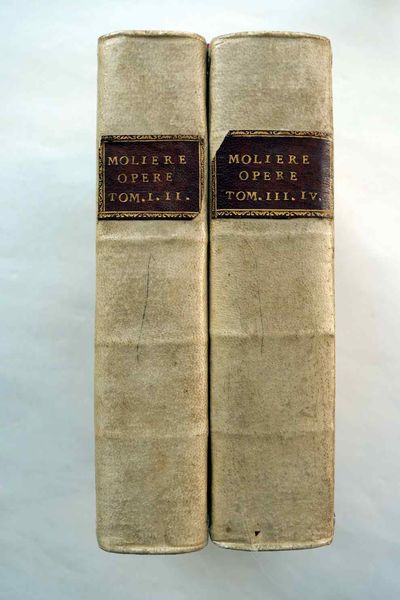 MOLIERE
OPERE
TOM. I. II.
MOLIERE
OPERE
TOM. III. IV.